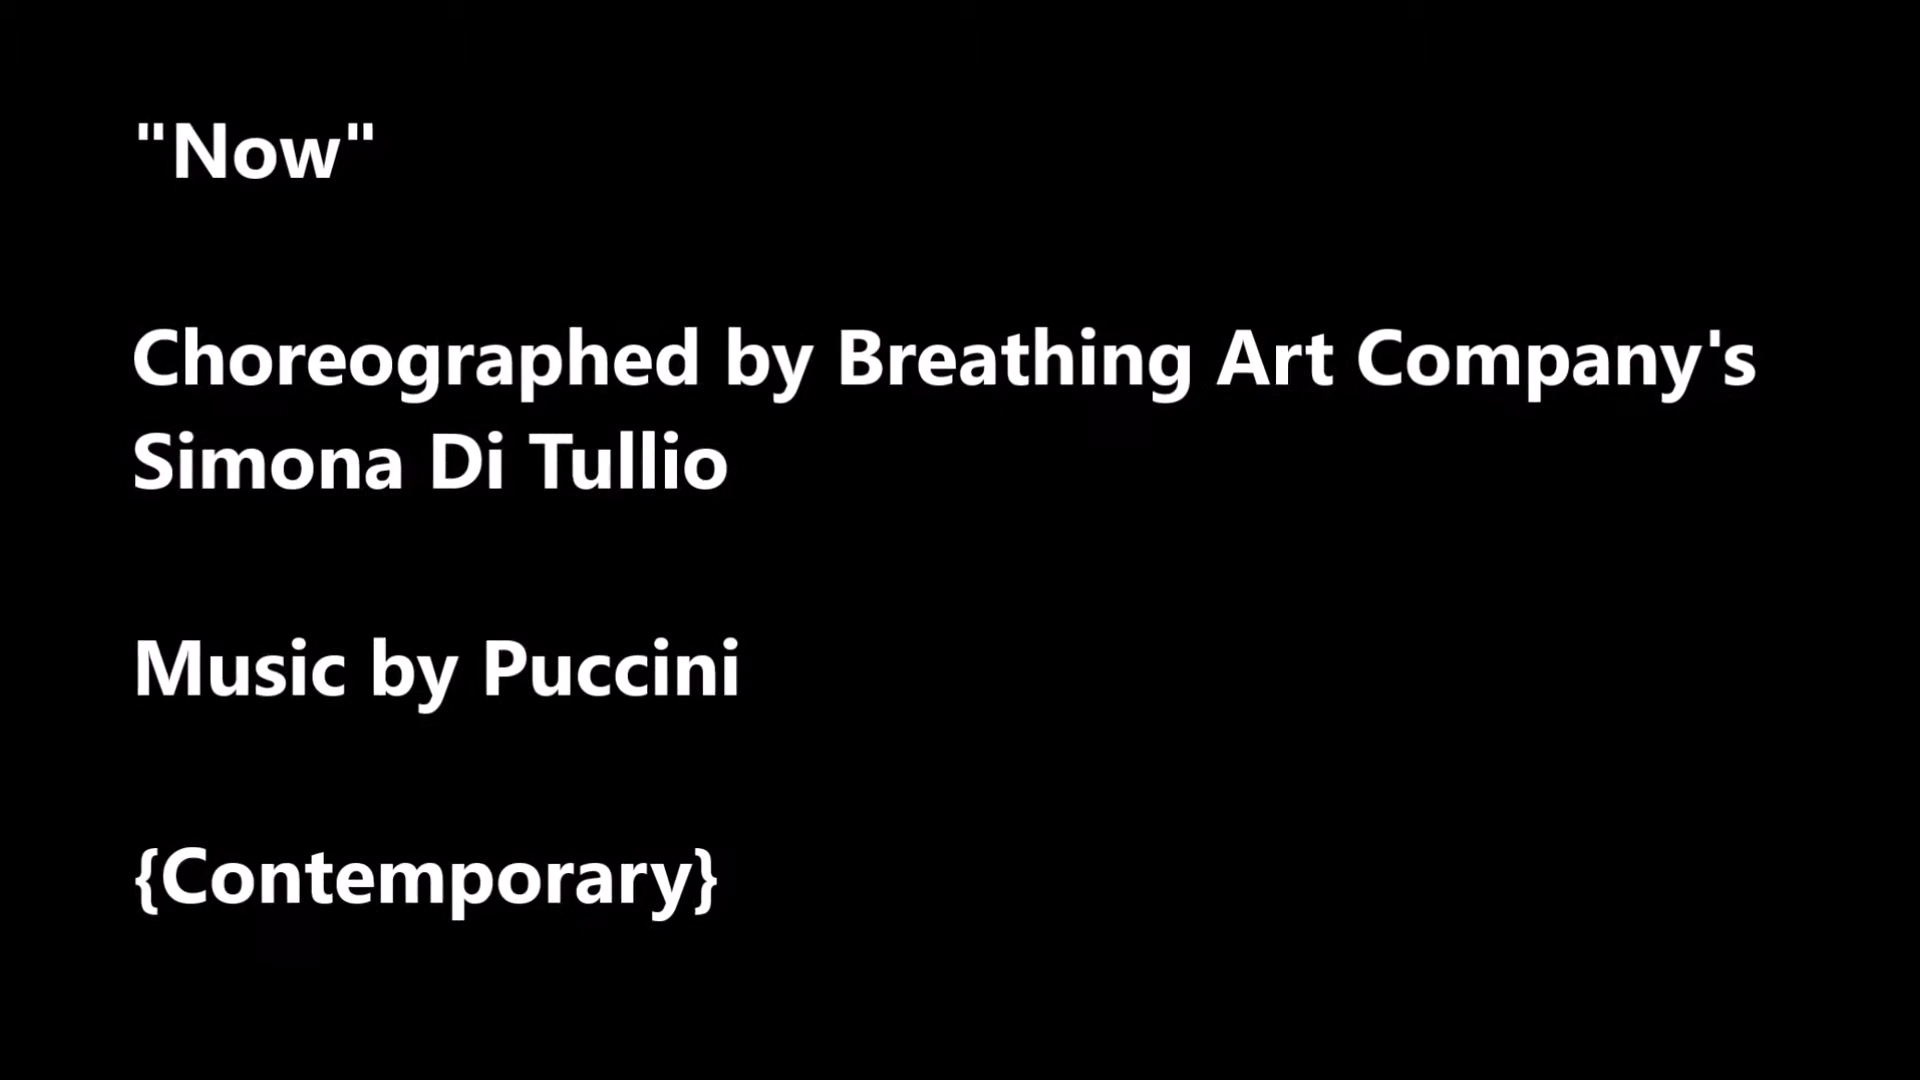 "Now"
Choreographed by Breathing Art Company's
Simona Di Tullio
Music by Puccini
{Contemporary}